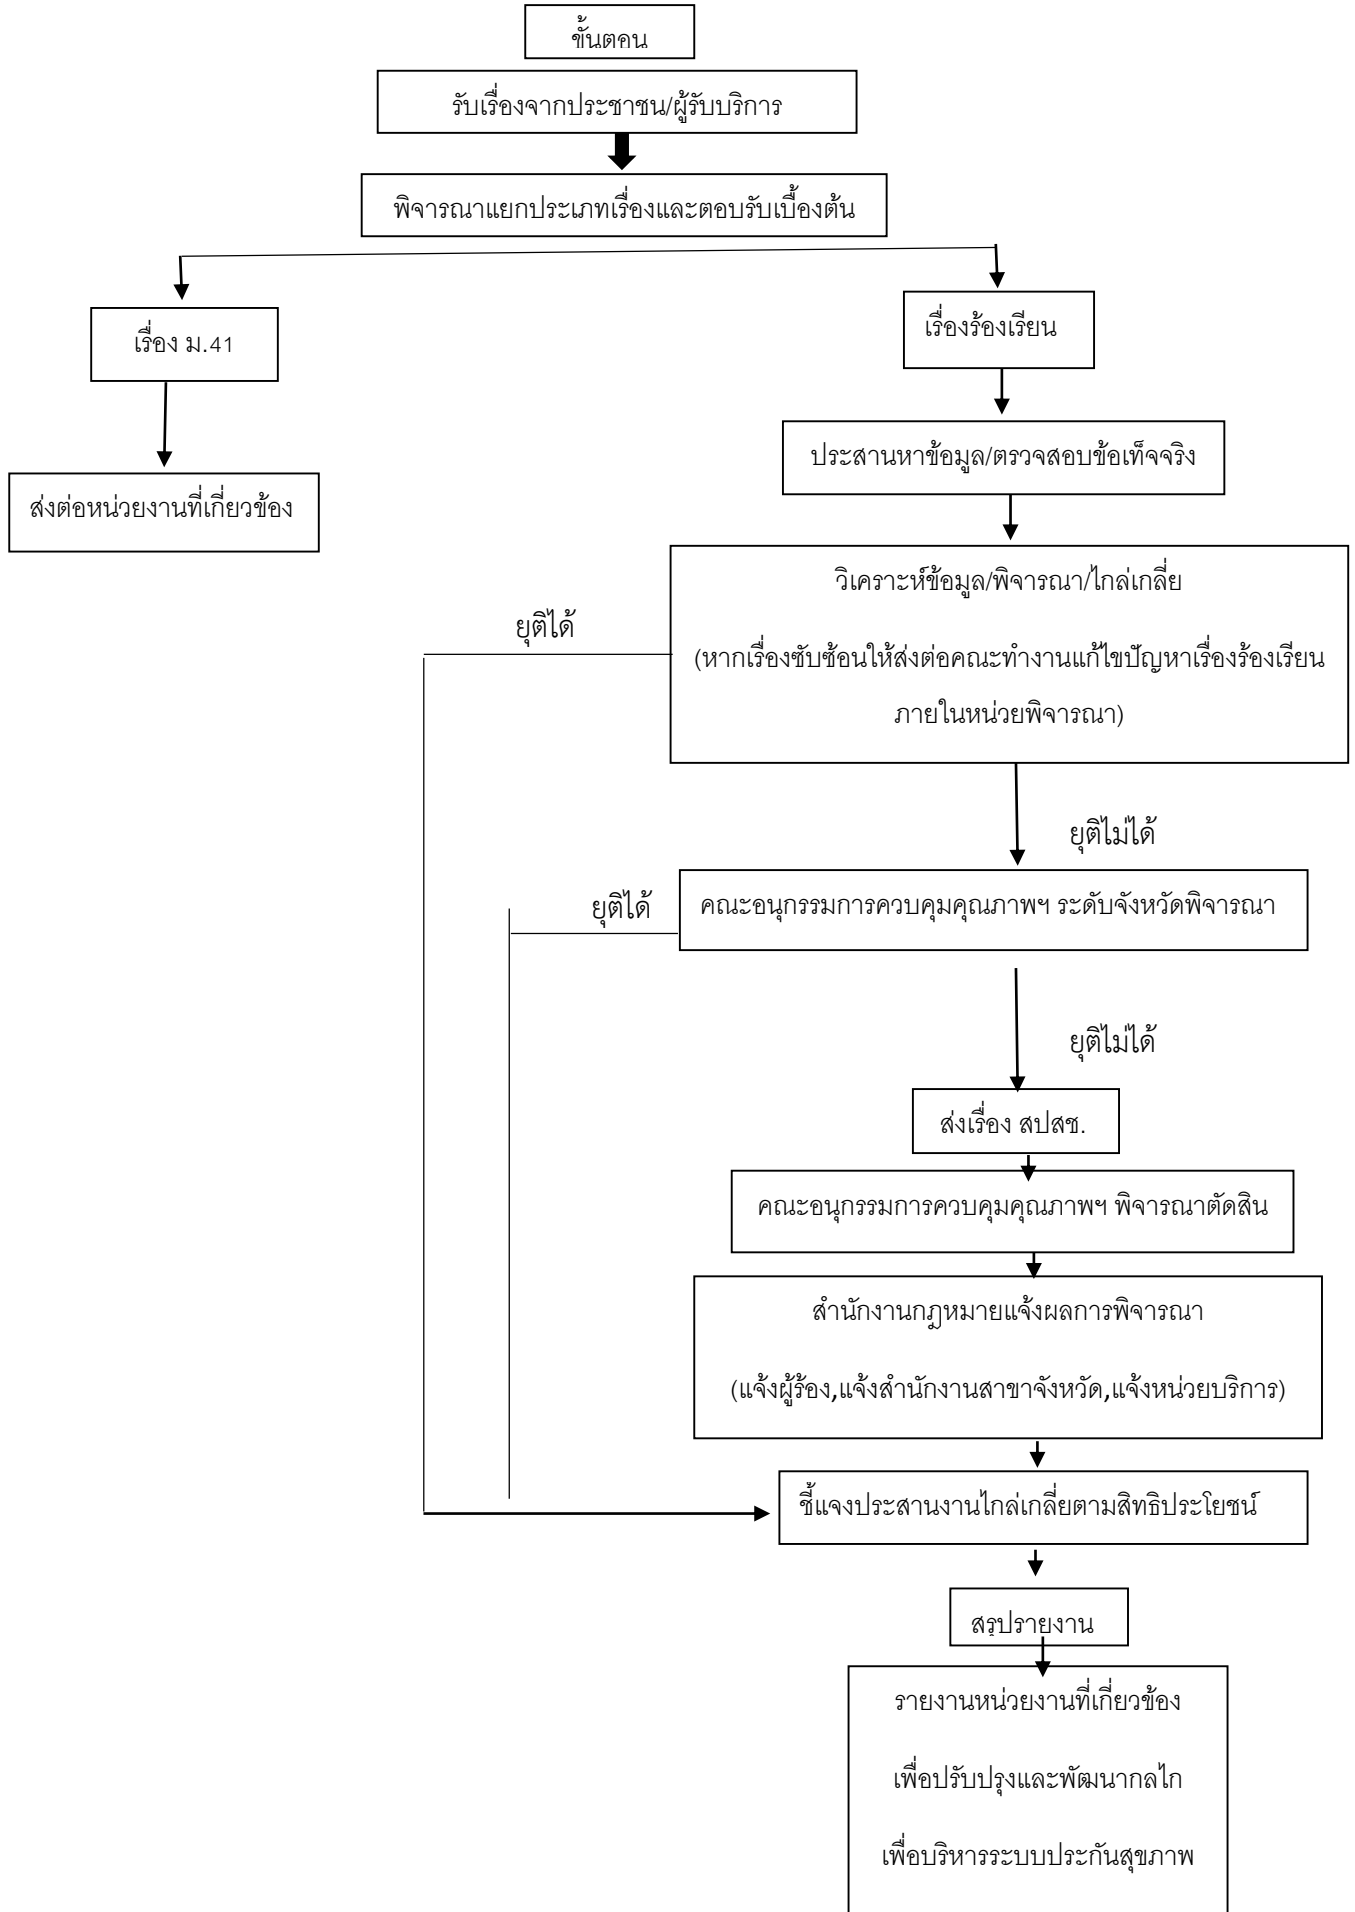 ขั้นตอน
รับเรื่องจากประชาชน/ผู้รับบริการ
พิจารณาแยกประเภทเรื่องและตอบรับเบื้องต้น
เรื่อง ม.41
เรื่องร้องเรียน
ประสานหาข้อมูล/ตรวจสอบข้อเท็จจริง
ส่งต่อหน่วยงานที่เกี่ยวข้อง
วิเคราะห์ข้อมูล/พิจารณา/ไกล่เกลี่ย
ยุติได้
(หากเรื่องซับซ้อนให้ส่งต่อคณะทำงานแก้ไขปัญหาเรื่องร้องเรียน
ภายในหน่วยพิจารณา)
ยุติไม่ได้
ยุติได้
คณะอนุกรรมการควบคุมคุณภาพฯ ระดับจังหวัดพิจารณา
ยุติไม่ได้
ส่งเรื่อง สปสช.
คณะอนุกรรมการควบคุมคุณภาพฯ พิจารณาตัดสิน
สำนักงานกฎหมายแจ้งผลการพิจารณา
(แจ้งผู้ร้อง,แจ้งสำนักงานสาขาจังหวัด,แจ้งหน่วยบริการ)
ชี้แจงประสานงานไกล่เกลี่ยตามสิทธิประโยชน์
สรุปรายงาน
รายงานหน่วยงานที่เกี่ยวข้อง
เพื่อปรับปรุงและพัฒนากลไก
เพื่อบริหารระบบประกันสุขภาพ